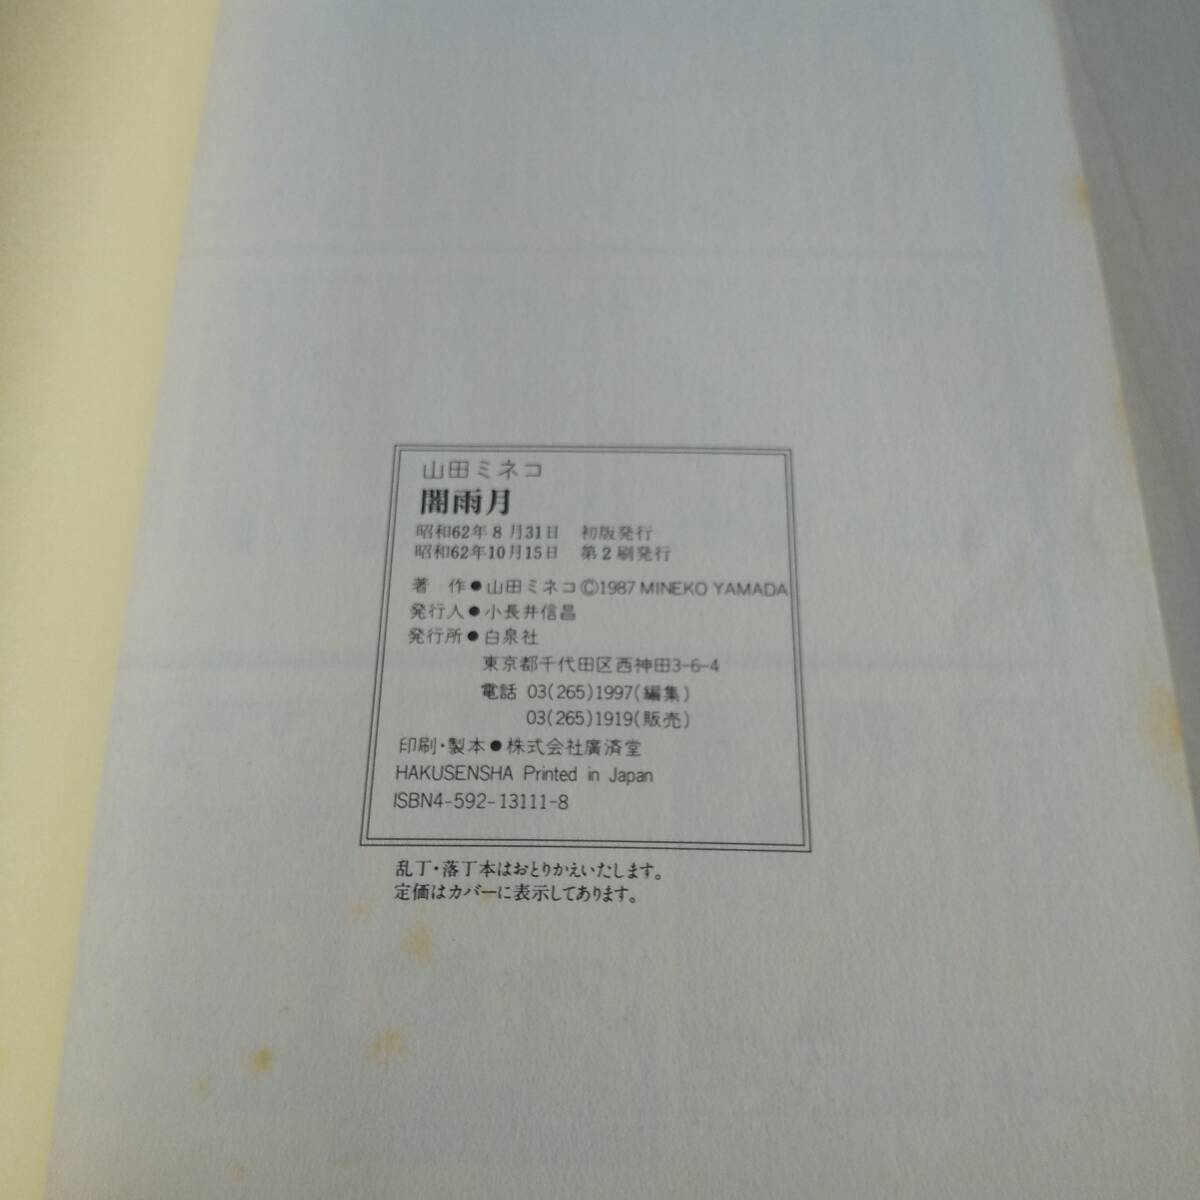 山田ミネコ
闇雨月
昭和62年8月31日 初版発行
昭和62年10月15日 第2刷発行
著 作●山田ミネコ©1987 MINEKO YAMADA
発行人●小長井信昌
発行所●白泉社
東京都千代田区西神田3-6-4
電話 03(265)1997(編集)
03(265)1919(販売)
印刷・製本●株式会社廣済堂
HAKUSENSHA Printed in Japan
ISBN4-592-13111-8
乱丁・落丁本はおとりかえいたします。
定価はカバーに表示してあります。